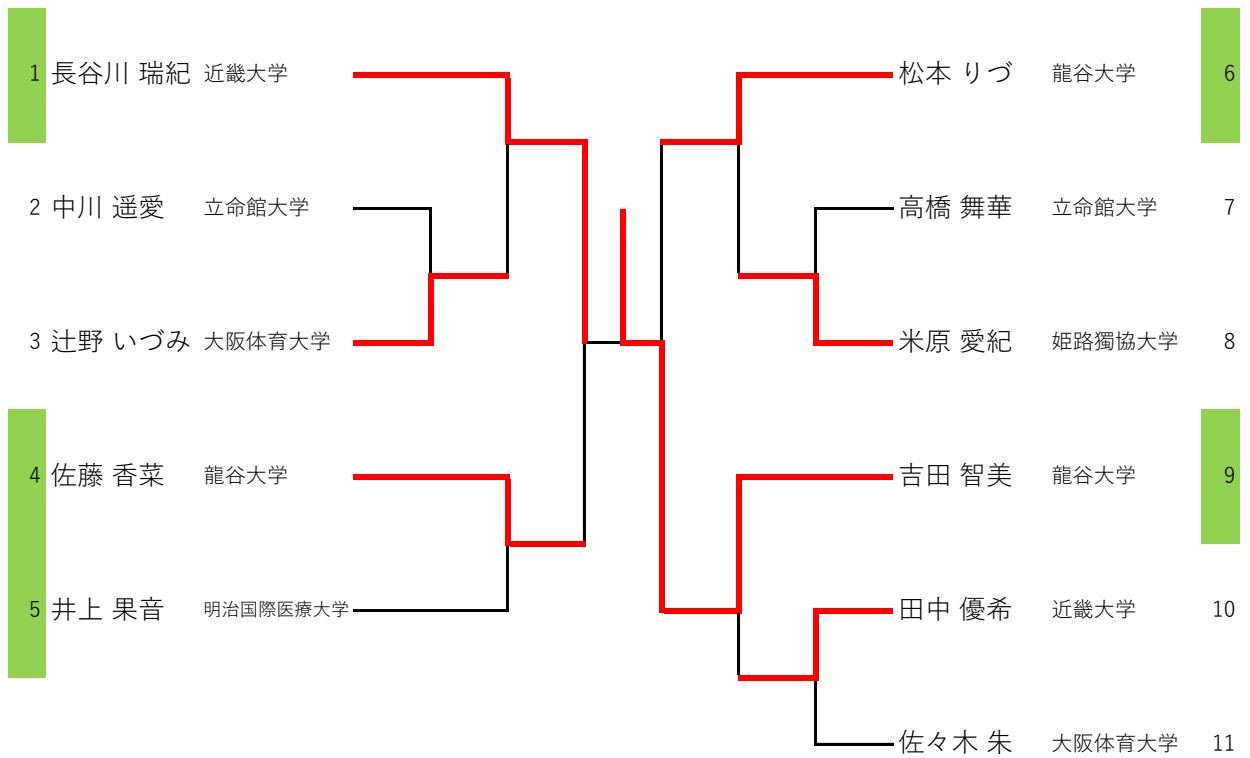 1 長谷川 瑞紀 近畿大学
2 中川 遥愛 立命館大学
3 辻野 いづみ 大阪体育大学
4 佐藤 香菜 龍谷大学
5 井上 果音 明治国際医療大学
松本 りづ 龍谷大学 6
高橋 舞華 立命館大学 7
米原 愛紀 姫路獨協大学 8
吉田 智美 龍谷大学 9
田中 優希 近畿大学 10
佐々木 朱 大阪体育大学 11